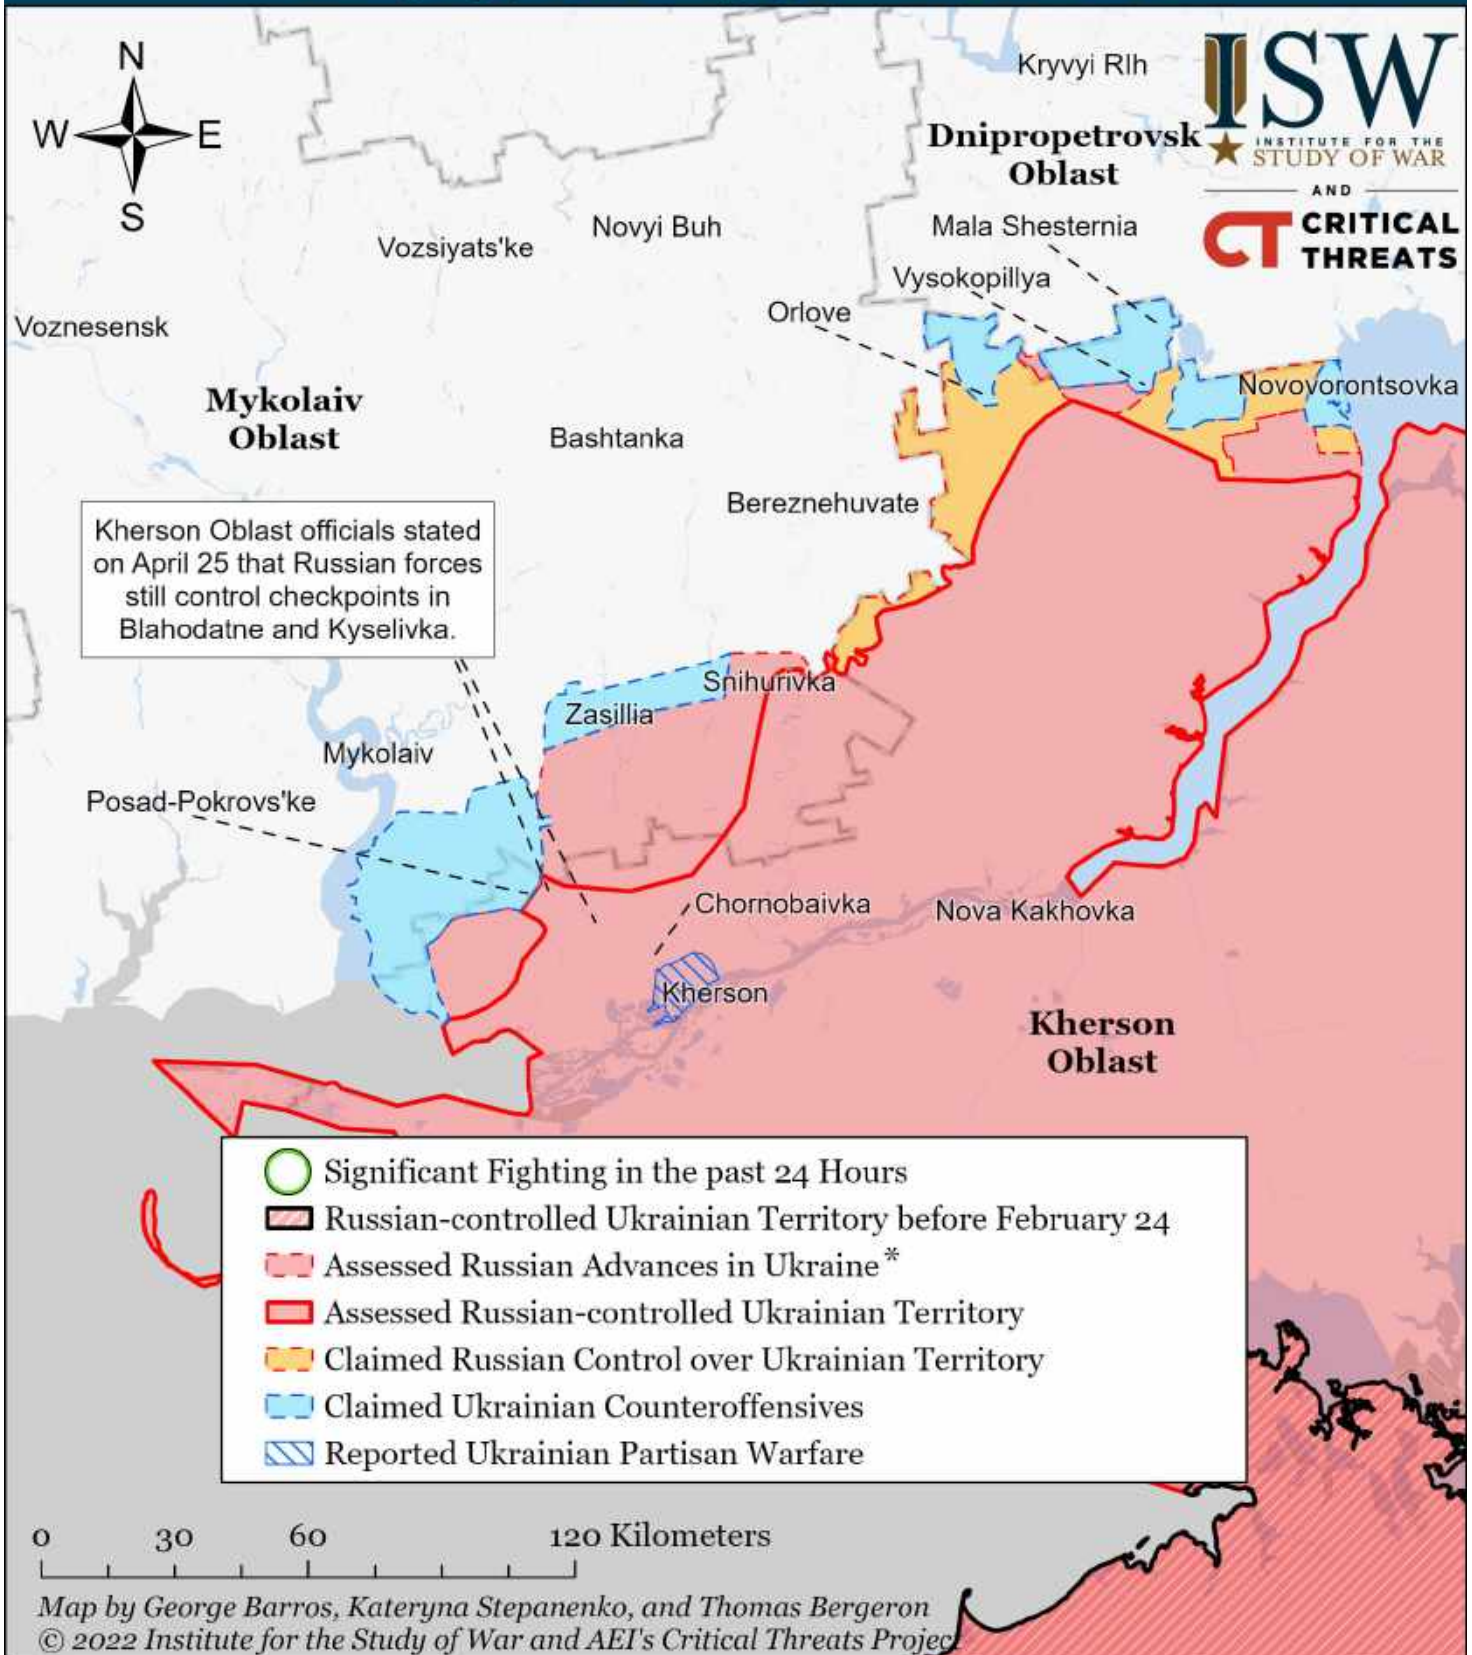 N
W E
S
Kryvyi RIh
ISW
INSTITUTE FOR THE
STUDY OF WAR
AND
CT CRITICAL
THREATS
Dnipropetrovsk
Oblast
Mala Shesternia
Novyi Buh
Vozsiyats'ke
Vysokopillya
Orlove
Voznesensk
Mykolaiv
Oblast
Novovorontsovka
Bashtanka
Bereznehuvate
Kherson Oblast officials stated
on April 25 that Russian forces
still control checkpoints in
Blahodatne and Kyselivka.
Snihurivka
Zasillia
Mykolaiv
Posad-Pokrovs'ke
Chornobaivka
Nova Kakhovka
Kherson
Kherson
Oblast
Significant Fighting in the past 24 Hours
Russian-controlled Ukrainian Territory before February 24
Assessed Russian Advances in Ukraine*
Assessed Russian-controlled Ukrainian Territory
Claimed Russian Control over Ukrainian Territory
Claimed Ukrainian Counteroffensives
Reported Ukrainian Partisan Warfare
0 30 60 120 Kilometers
Map by George Barros, Kateryna Stepanenko, and Thomas Bergeron
© 2022 Institute for the Study of War and AEI's Critical Threats Project